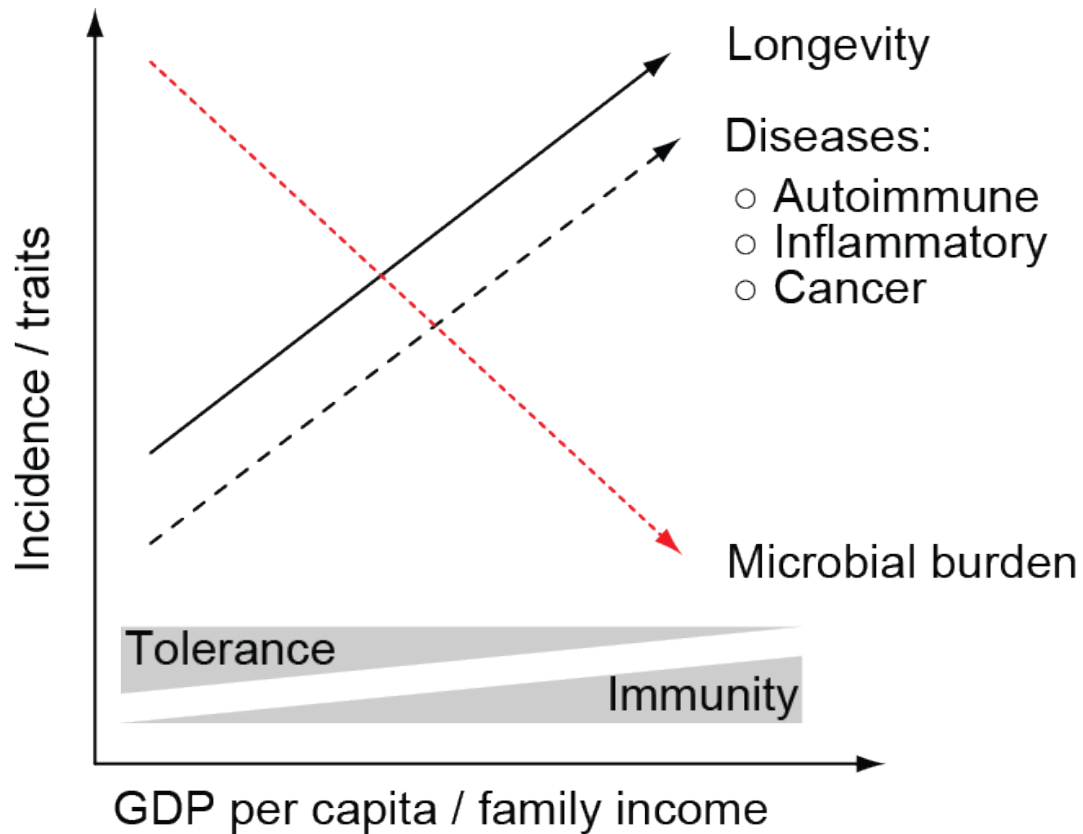 Longevity
Diseases:
○ Autoimmune
○ Inflammatory
○ Cancer
Incidence / traits
Microbial burden
Tolerance
Immunity
GDP per capita / family income